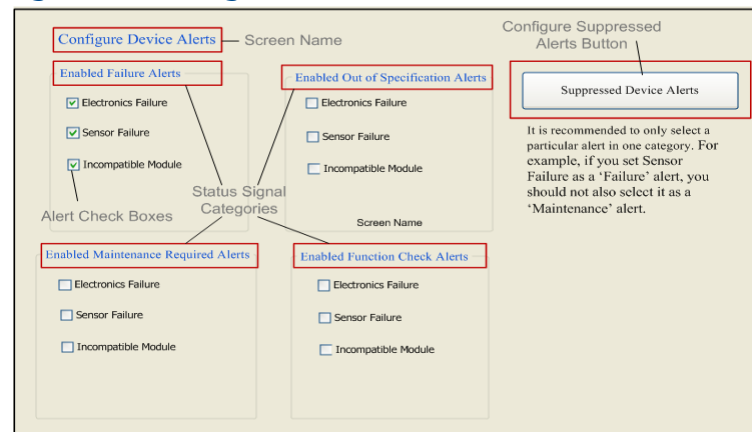 Configure Device Alerts
Screen Name
Configure Suppressed
Alerts Button
Enabled Failure Alerts
Electronics Failure
Sensor Failure
Incompatible Module
Enabled Out of Specification Alerts
Electronics Failure
Sensor Failure
Incompatible Module
Screen Name
Suppressed Device Alerts
It is recommended to only select a
particular alert in one category. For
example, if you set Sensor
Failure as a ‘Failure’ alert, you
should not also select it as a
‘Maintenance’ alert.
Alert Check Boxes
Status Signal
Categories
Enabled Maintenance Required Alerts
Electronics Failure
Sensor Failure
Incompatible Module
Enabled Function Check Alerts
Electronics Failure
Sensor Failure
Incompatible Module